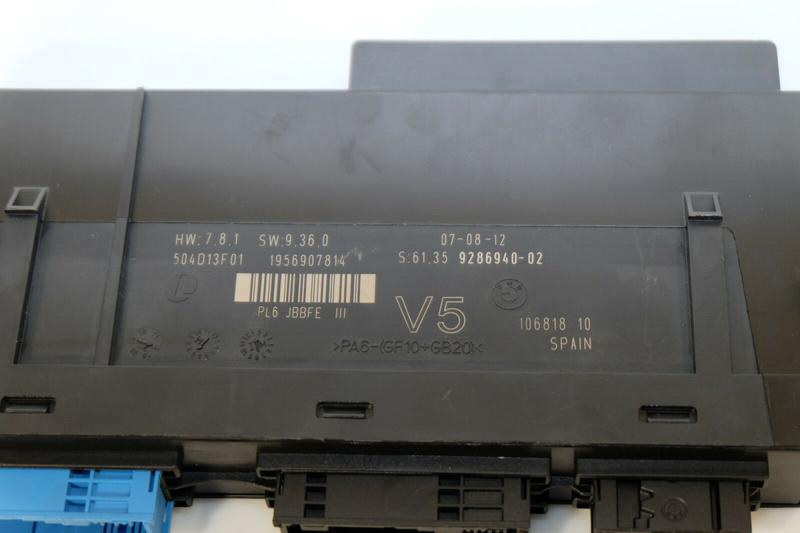 HW:7.8.1 SW:9.36.0 07-08-12
504D13F01 1956907814 S:61.35 9286940-02
PL6 JBBFE III
V5
106818 10
>PA6-(GF10+GB20)<
SPAIN